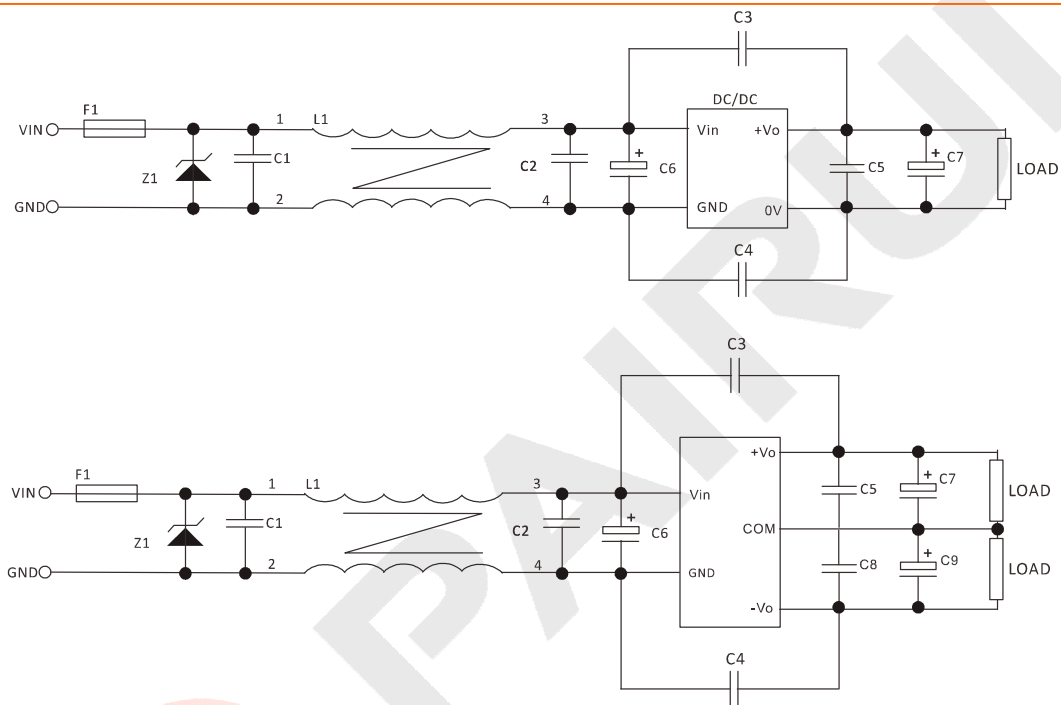 C3
DC/DC
F1
VIN
1
L1
3
Vin
+Vo
Z1
C1
C2
+
C6
C5
+
C7
LOAD
GND
2
4
GND
0V
C4
C3
+Vo
F1
VIN
1
L1
3
Vin
C5
+
C7
LOAD
Z1
C1
C2
+
C6
COM
GND
2
4
GND
C8
+
C9
LOAD
-Vo
C4
PAIRUI